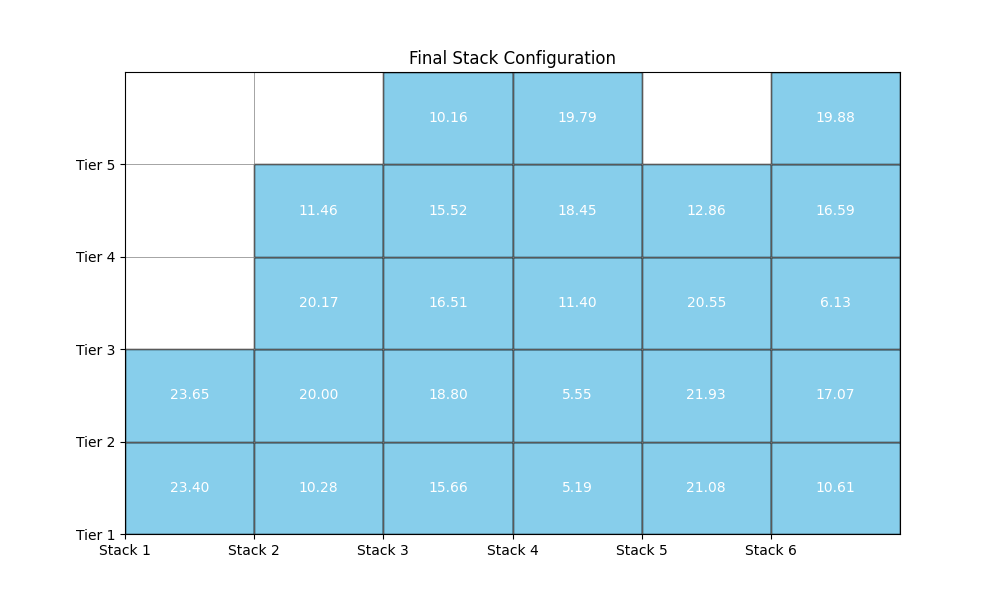 Final Stack Configuration
10.16 19.79 19.88
Tier 5
11.46 15.52 18.45 12.86 16.59
Tier 4
20.17 16.51 11.40 20.55 6.13
Tier 3
23.65 20.00 18.80 5.55 21.93 17.07
Tier 2
23.40 10.28 15.66 5.19 21.08 10.61
Tier 1
Stack 1 Stack 2 Stack 3 Stack 4 Stack 5 Stack 6